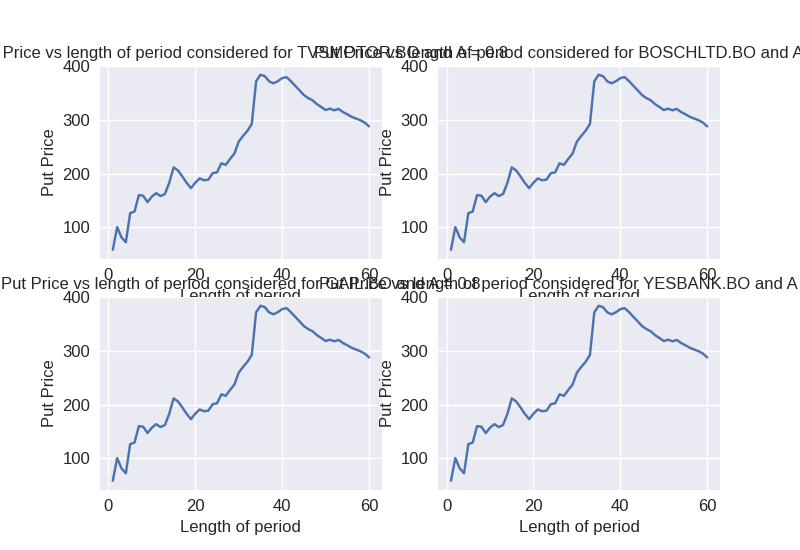 Price vs length of period considered for TVSMOTOR.BO and A = 0.8
400
300
200
100
Put Price
0 20 40 60
Length of period
Put Price vs length of period considered for BOSCHLTD.BO and A
400
300
200
100
Put Price
0 20 40 60
Length of period
Put Price vs length of period considered for GAIL.BO and A = 0.8
400
300
200
100
Put Price
0 20 40 60
Length of period
Put Price vs length of period considered for YESBANK.BO and A
400
300
200
100
Put Price
0 20 40 60
Length of period